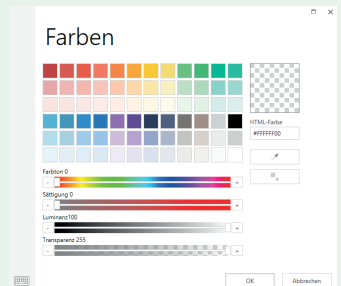 Farben
HTML-Farbe
#FFFFFF00
Farbton 0
- +
Sättigung 0
- +
Luminanz100
- +
Transparenz 255
- +
OK Abbrechen